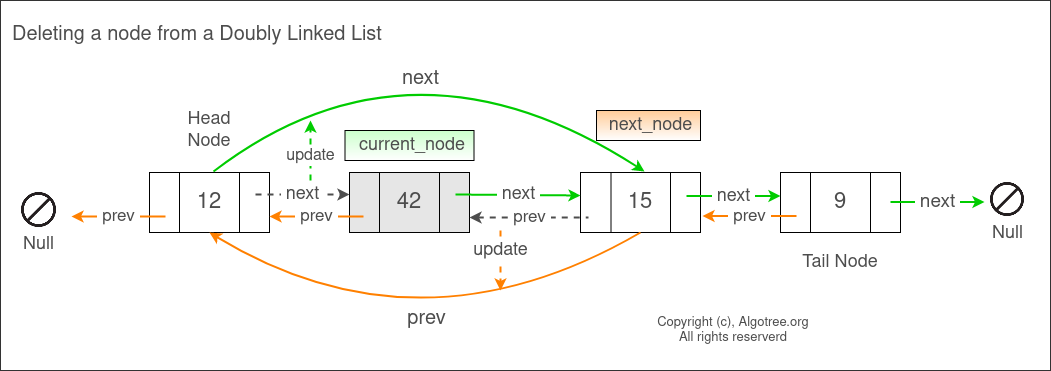 Deleting a node from a Doubly Linked List
next
Head
Node
next_node
current_node
update
12
next
42
next
15
next
9
next
prev
prev
prev
prev
Null
Null
update
Tail Node
prev
Copyright (c), Algotree.org
All rights reserverd